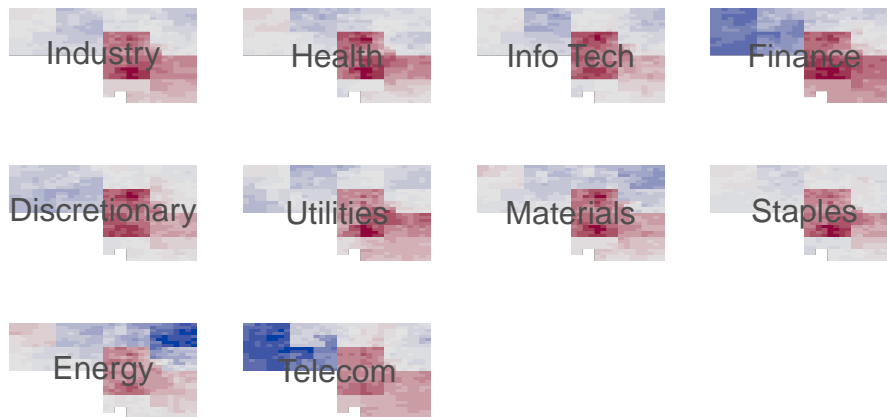 Industry
Health
Info Tech
Finance
Discretionary
Utilities
Materials
Staples
Energy
Telecom